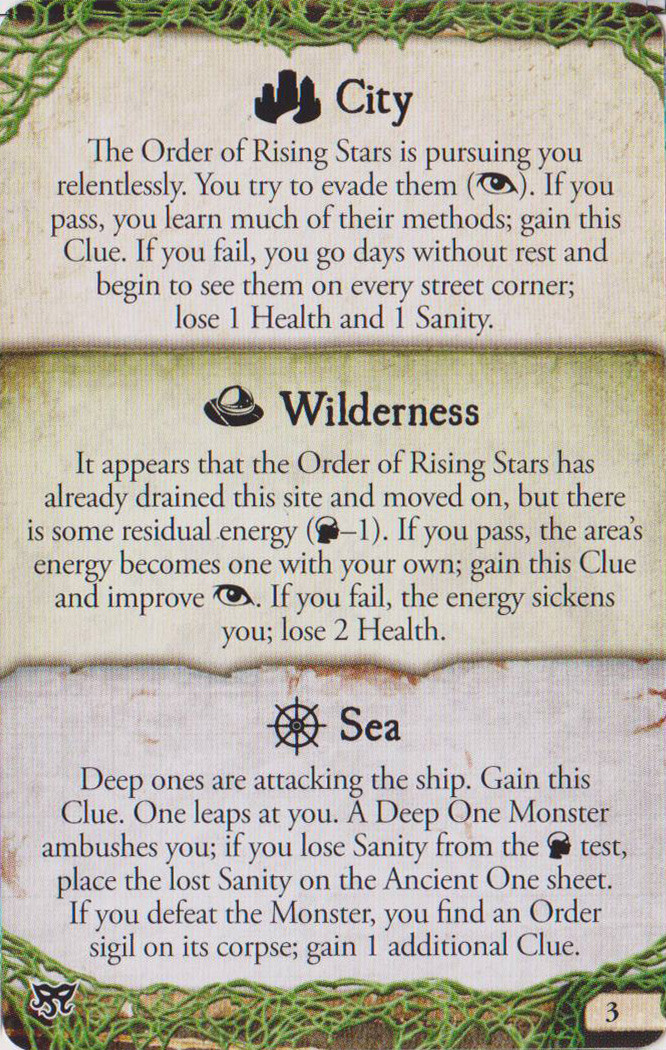 City
The Order of Rising Stars is pursuing you
relentlessly. You try to evade them (). If you
pass, you learn much of their methods; gain this
Clue. If you fail, you go days without rest and
begin to see them on every street corner;
lose 1 Health and 1 Sanity.
Wilderness
It appears that the Order of Rising Stars has
already drained this site and moved on, but there
is some residual energy (–1). If you pass, the area's
energy becomes one with your own; gain this Clue
and improve . If you fail, the energy sickens
you; lose 2 Health.
Sea
Deep ones are attacking the ship. Gain this
Clue. One leaps at you. A Deep One Monster
ambushes you; if you lose Sanity from the test,
place the lost Sanity on the Ancient One sheet.
If you defeat the Monster, you find an Order
sigil on its corpse; gain 1 additional Clue.
3